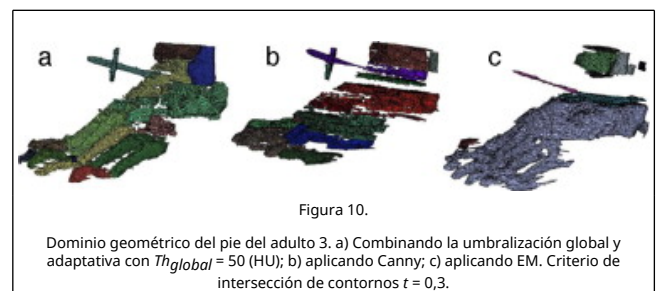 a
b
c
Figura 10.
Dominio geométrico del pie del adulto 3. a) Combinando la umbralización global y
adaptativa con Thglobal = 50 (HU); b) aplicando Canny; c) aplicando EM. Criterio de
intersección de contornos t = 0,3.